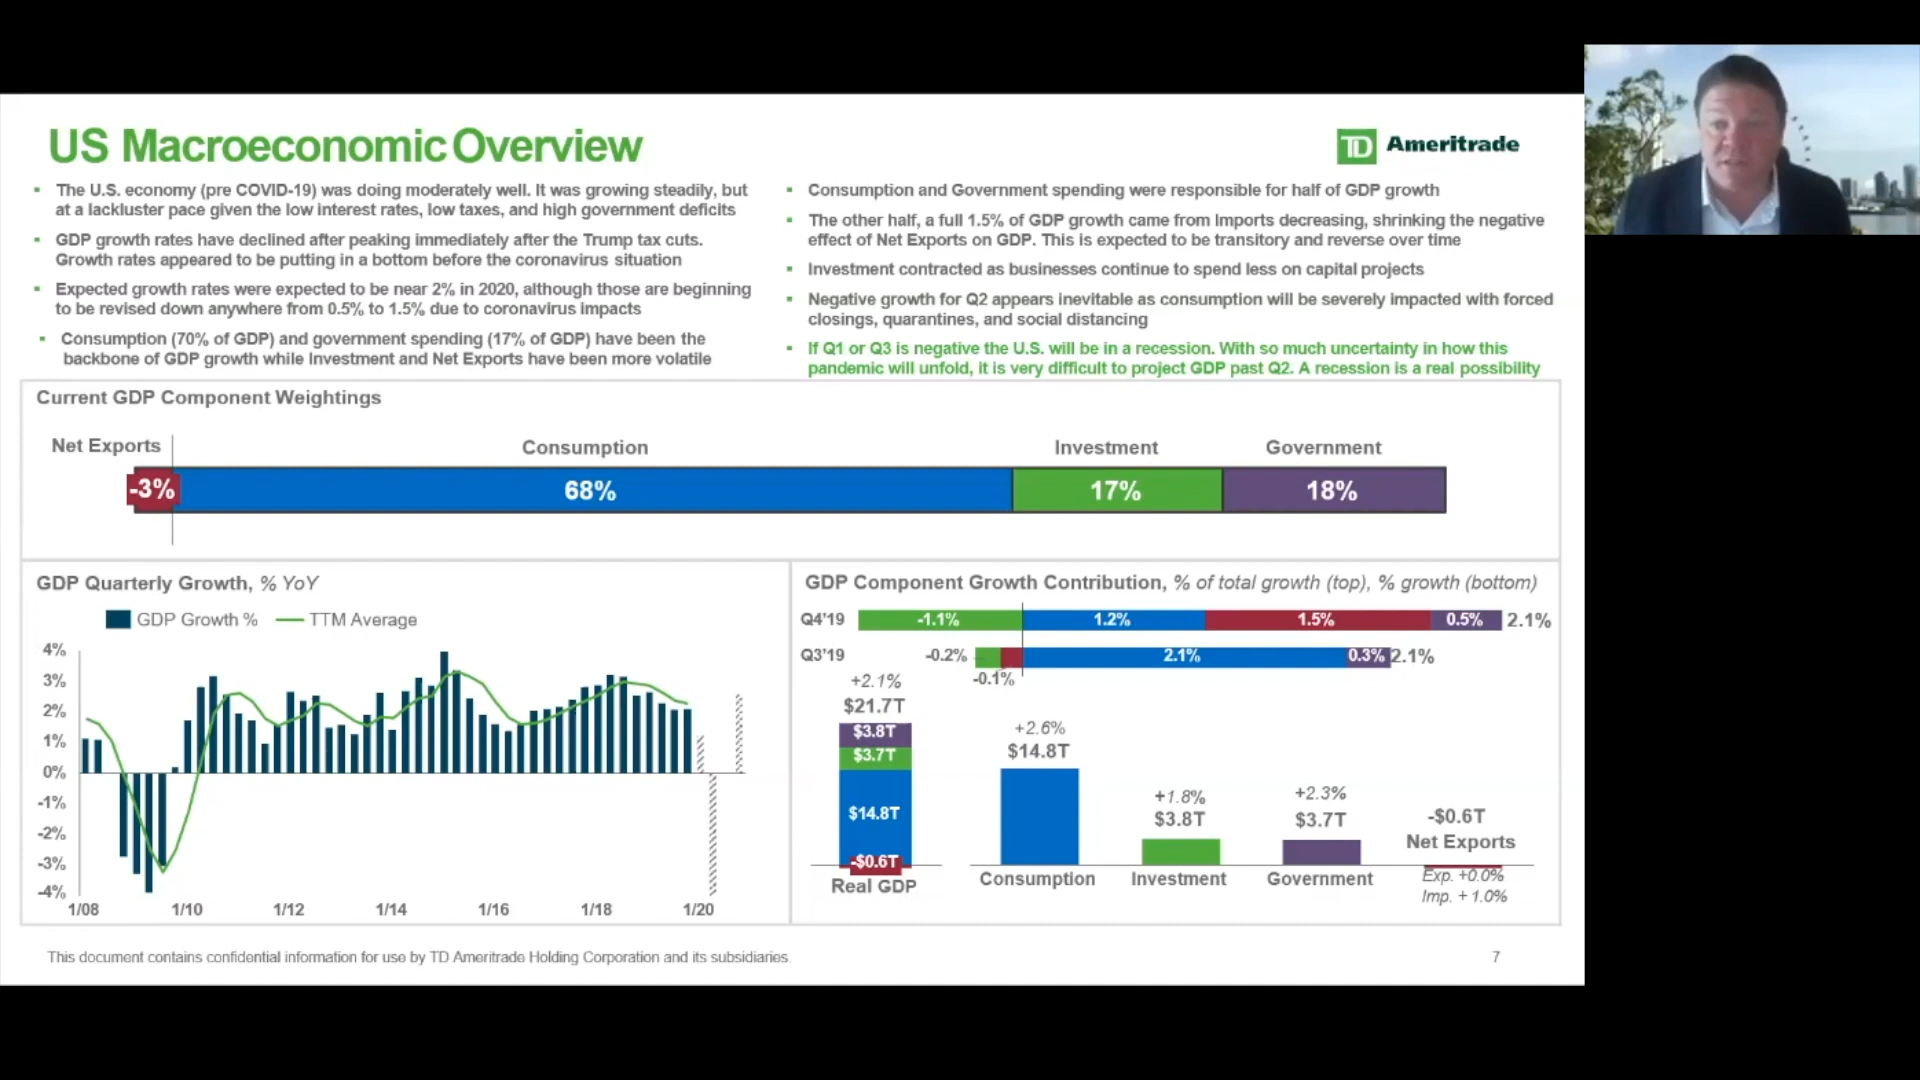 US Macroeconomic Overview
TD Ameritrade
▪ The U.S. economy (pre COVID-19) was doing moderately well. It was growing steadily, but
at a lackluster pace given the low interest rates, low taxes, and high government deficits
▪ GDP growth rates have declined after peaking immediately after the Trump tax cuts.
Growth rates appeared to be putting in a bottom before the coronavirus situation
▪ Expected growth rates were expected to be near 2% in 2020, although those are beginning
to be revised down anywhere from 0.5% to 1.5% due to coronavirus impacts
▪ Consumption (70% of GDP) and government spending (17% of GDP) have been the
backbone of GDP growth while Investment and Net Exports have been more volatile
▪ Consumption and Government spending were responsible for half of GDP growth
▪ The other half, a full 1.5% of GDP growth came from Imports decreasing, shrinking the negative
effect of Net Exports on GDP. This is expected to be transitory and reverse over time
▪ Investment contracted as businesses continue to spend less on capital projects
▪ Negative growth for Q2 appears inevitable as consumption will be severely impacted with forced
closings, quarantines, and social distancing
▪ If Q1 or Q3 is negative the U.S. will be in a recession. With so much uncertainty in how this
pandemic will unfold, it is very difficult to project GDP past Q2. A recession is a real possibility
Current GDP Component Weightings
Net Exports Consumption Investment Government
-3% 68% 17% 18%
GDP Quarterly Growth, % YoY
GDP Growth % TTM Average
4%
3%
2%
1%
0%
-1%
-2%
-3%
-4%
1/08 1/10 1/12 1/14 1/16 1/18 1/20
GDP Component Growth Contribution, % of total growth (top), % growth (bottom)
Q4'19 -1.1% 1.2% 1.5% 0.5% 2.1%
Q3'19 -0.2% 2.1% 0.3% 2.1%
-0.1%
+2.1%
$21.7T
$3.8T
$3.7T
$14.8T
-$0.6T
Real GDP
+2.6%
$14.8T
Consumption
+1.8%
$3.8T
Investment
+2.3%
$3.7T
Government
-$0.6T
Net Exports
Exp. +0.0%
Imp. + 1.0%
This document contains confidential information for use by TD Ameritrade Holding Corporation and its subsidiaries.
7